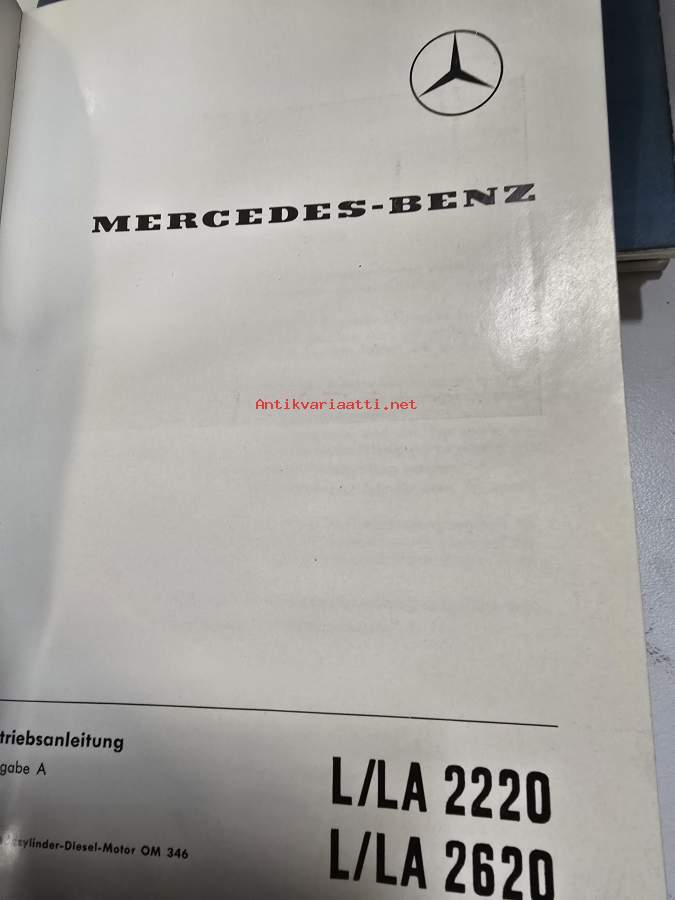 MERCEDES-BENZ
Antikvariaatti.net
triebsanleitung
gabe A
L/LA 2220
zylinder-Diesel-Motor OM 346
L/LA 2620